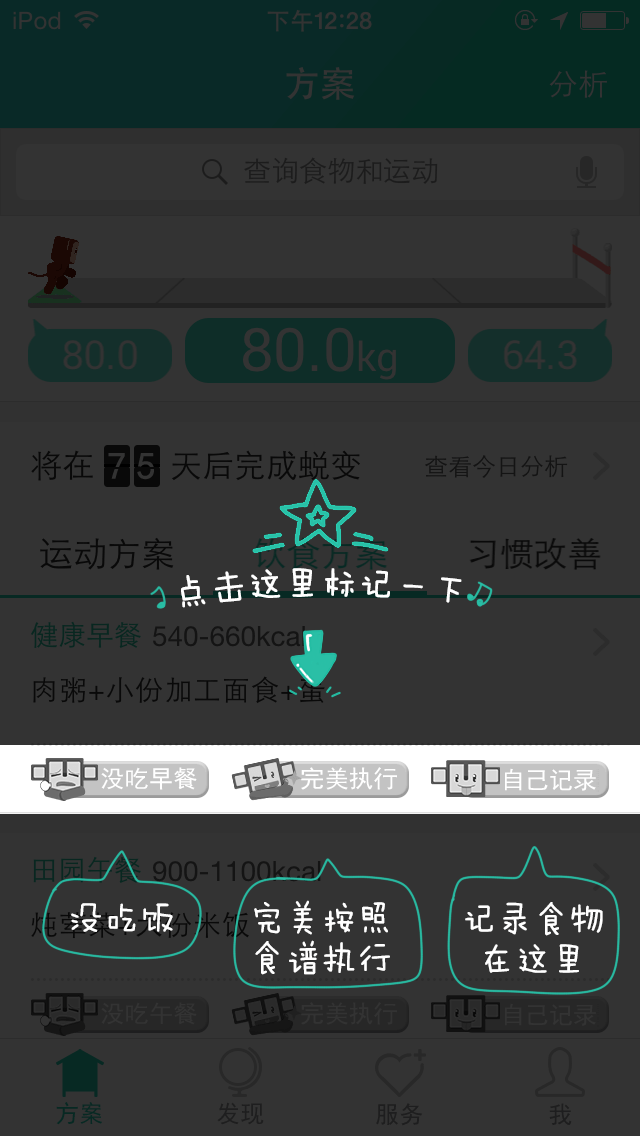 iPod
下午12:28
方案
分析
查询食物和运动
80.0
80.0kg
64.3
将在 75 天后完成蜕变
查看今日分析
运动方案
饮食方案
习惯改善
点击这里标记一下
健康早餐 540-660kcal
肉粥+小份加工面食+蛋
没吃早餐
完美执行
自己记录
田园午餐 900-1100kcal
没吃饭
完美按照
食谱执行
记录食物
在这里
没吃午餐
完美执行
自己记录
方案
发现
服务
我